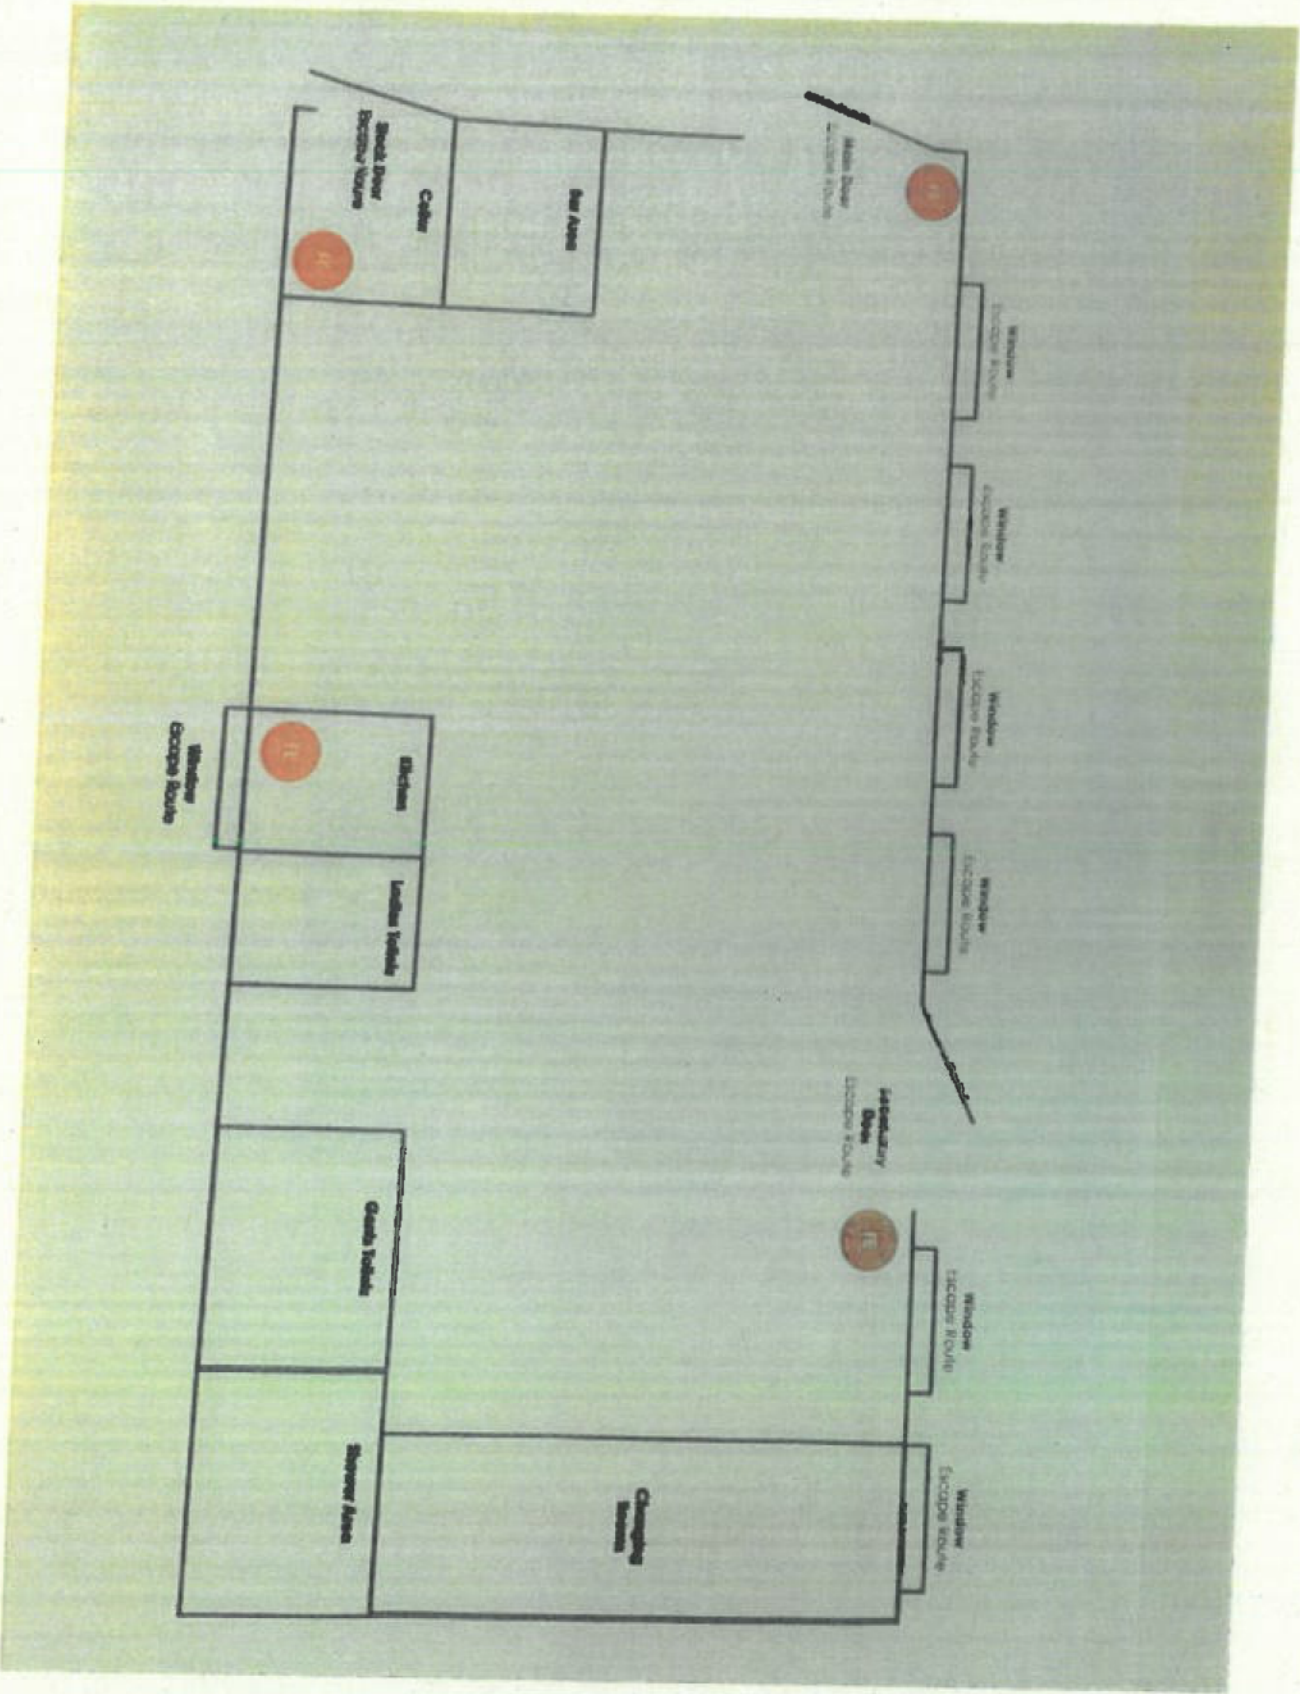 Window
Escape Route
Window
Escape Route
Window
Escape Route
Window
Escape Route
Window
Escape Route
Window
Escape Route
Main Door
Escape Route
Secondary
Door
Escape Route
Bar Area
Cellar
Stock Door
Escape Route
Kitchen
Ladies Toilets
Gents Toilets
Shower Area
Changing
Rooms
Window
Escape Route